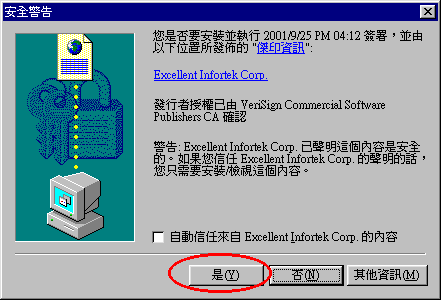 安全警告
您是否要安裝並執行 2001/9/25 PM 04:12 簽署，並由
以下位置所發佈的 "傑印資訊":
Excellent Infortek Corp.
發行者授權已由 VeriSign Commercial Software
Publishers CA 確認
警告: Excellent Infortek Corp. 已聲明這個內容是安全
的。如果您信任 Excellent Infortek Corp. 的聲明的話，
您只需要安裝/檢視這個內容。
自動信任來自 Excellent Infortek Corp. 的內容
是(Y) 否(N) 其他資訊(M)